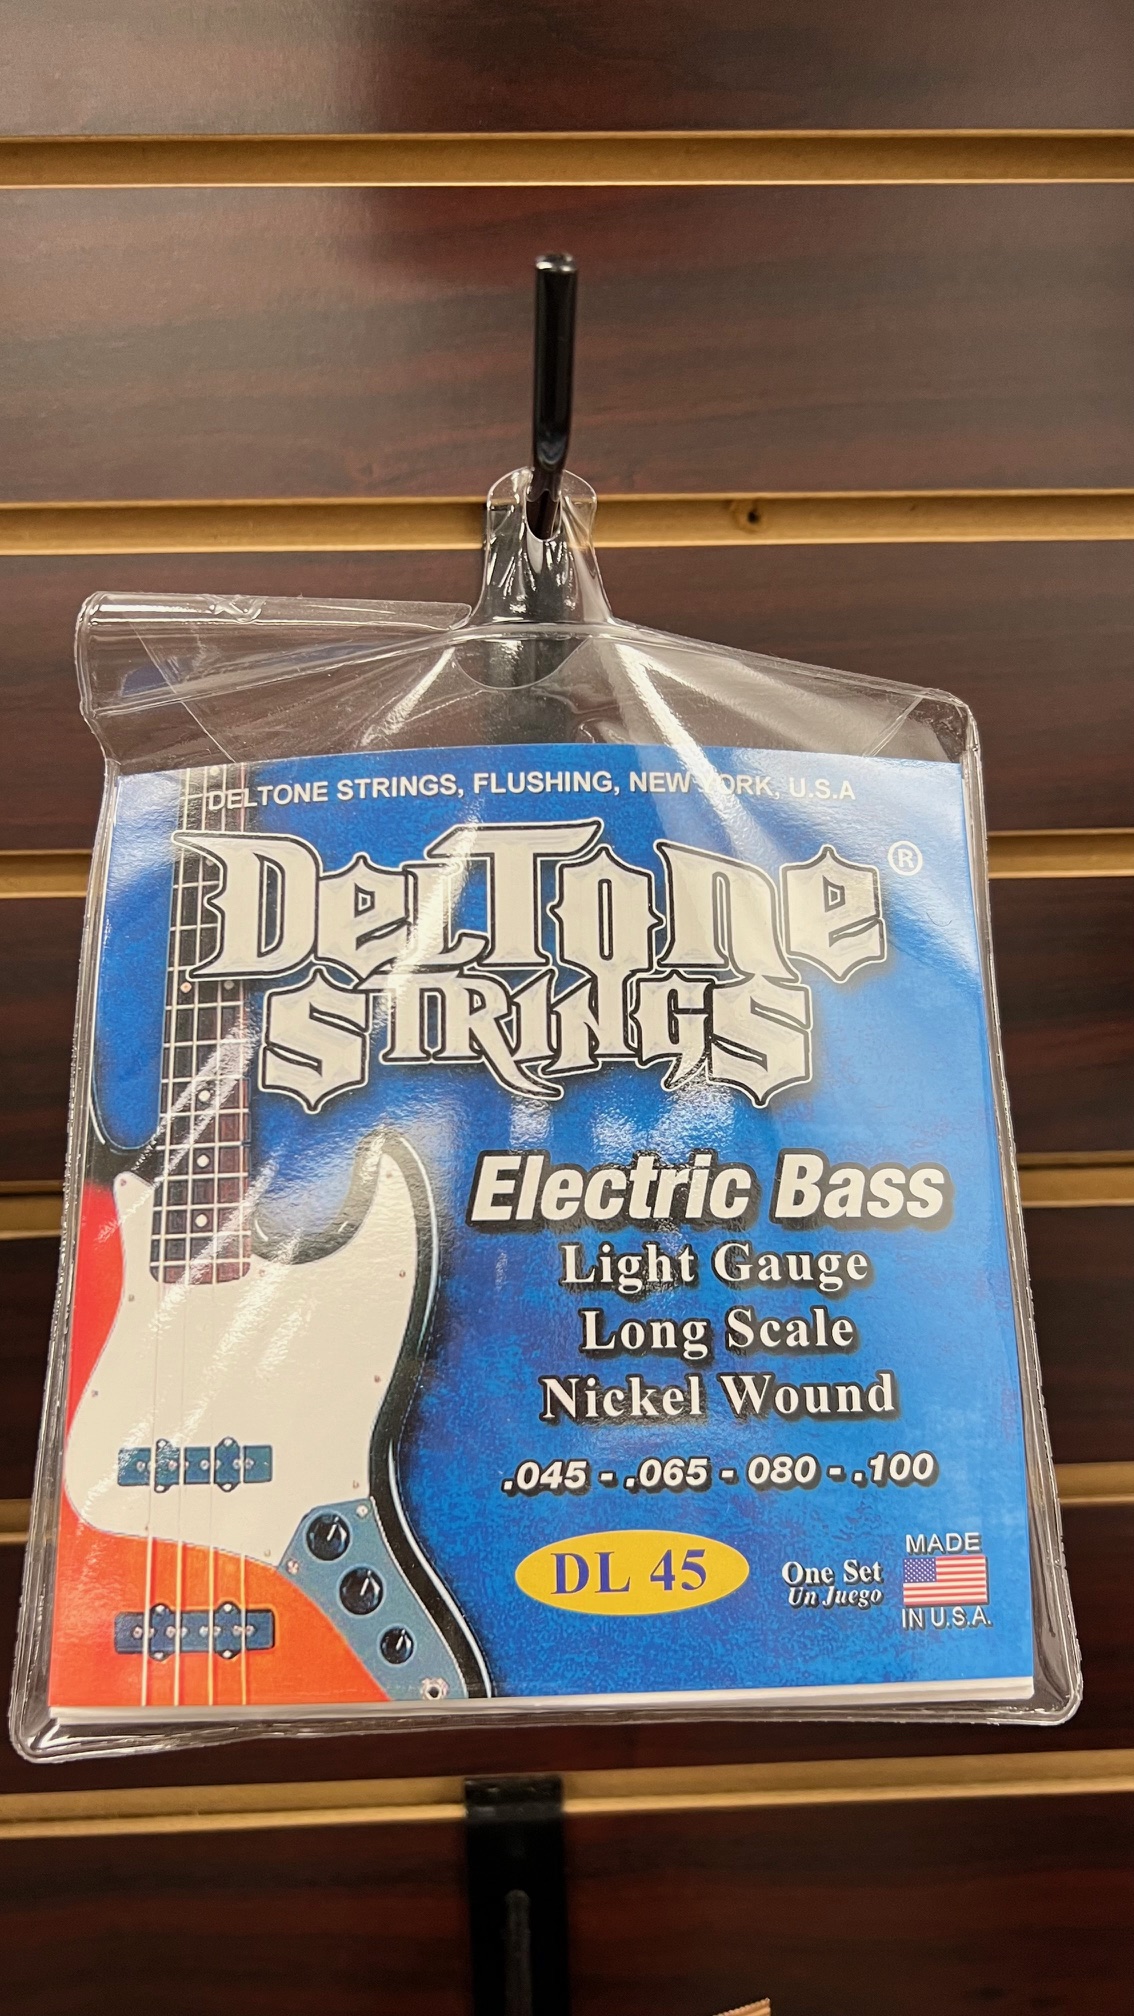 DELTONE STRINGS, FLUSHING, NEW YORK, U.S.A
DELTONE ®
STRINGS
Electric Bass
Light Gauge
Long Scale
Nickel Wound
.045 - .065 - 080 - .100
DL 45
One Set
Un Juego
MADE
IN U.S.A.